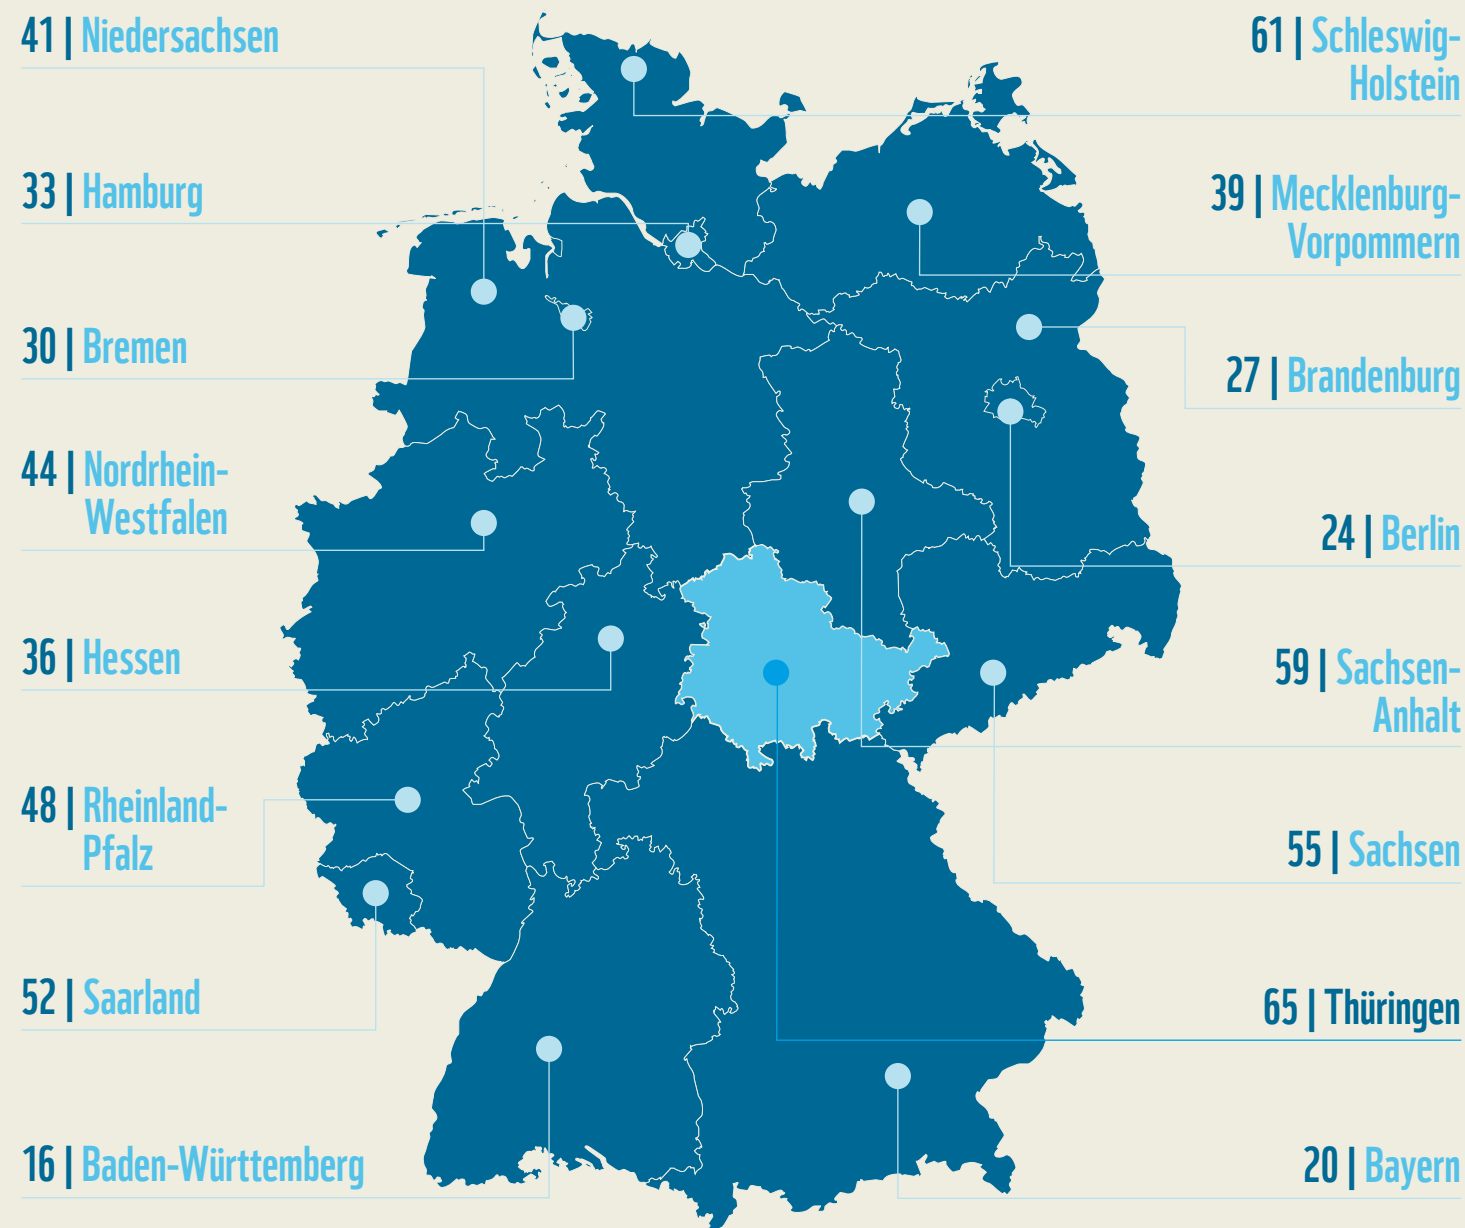 41 | Niedersachsen
33 | Hamburg
30 | Bremen
44 | Nordrhein-
Westfalen
36 | Hessen
48 | Rheinland-
Pfalz
52 | Saarland
16 | Baden-Württemberg
61 | Schleswig-
Holstein
39 | Mecklenburg-
Vorpommern
27 | Brandenburg
24 | Berlin
59 | Sachsen-
Anhalt
55 | Sachsen
65 | Thüringen
20 | Bayern